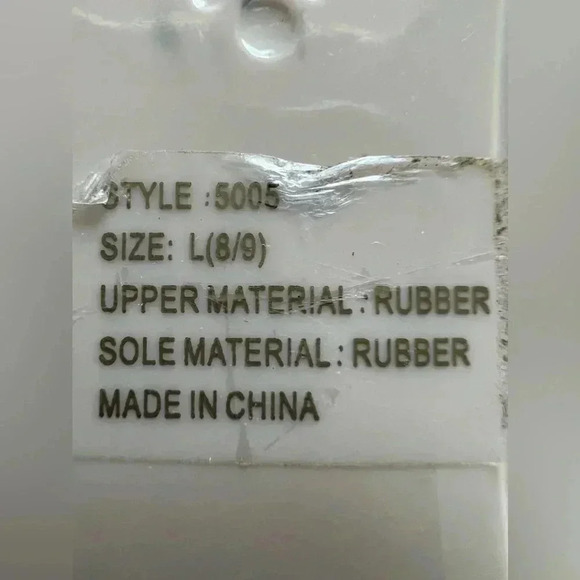 STYLE :5005
SIZE: L(8/9)
UPPER MATERIAL : RUBBER
SOLE MATERIAL : RUBBER
MADE IN CHINA